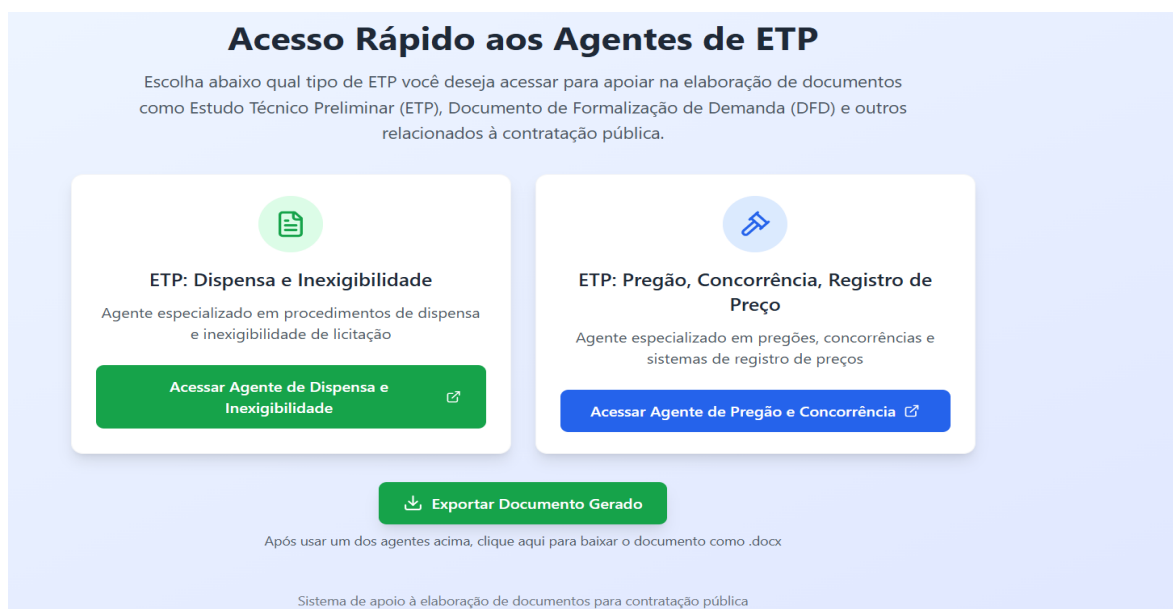 Acesso Rápido aos Agentes de ETP
Escolha abaixo qual tipo de ETP você deseja acessar para apoiar na elaboração de documentos
como Estudo Técnico Preliminar (ETP), Documento de Formalização de Demanda (DFD) e outros
relacionados à contratação pública.
ETP: Dispensa e Inexigibilidade
Agente especializado em procedimentos de dispensa
e inexigibilidade de licitação
Acessar Agente de Dispensa e
Inexigibilidade
ETP: Pregão, Concorrência, Registro de
Preço
Agente especializado em pregões, concorrências e
sistemas de registro de preços
Acessar Agente de Pregão e Concorrência
Exportar Documento Gerado
Após usar um dos agentes acima, clique aqui para baixar o documento como .docx
Sistema de apoio à elaboração de documentos para contratação pública